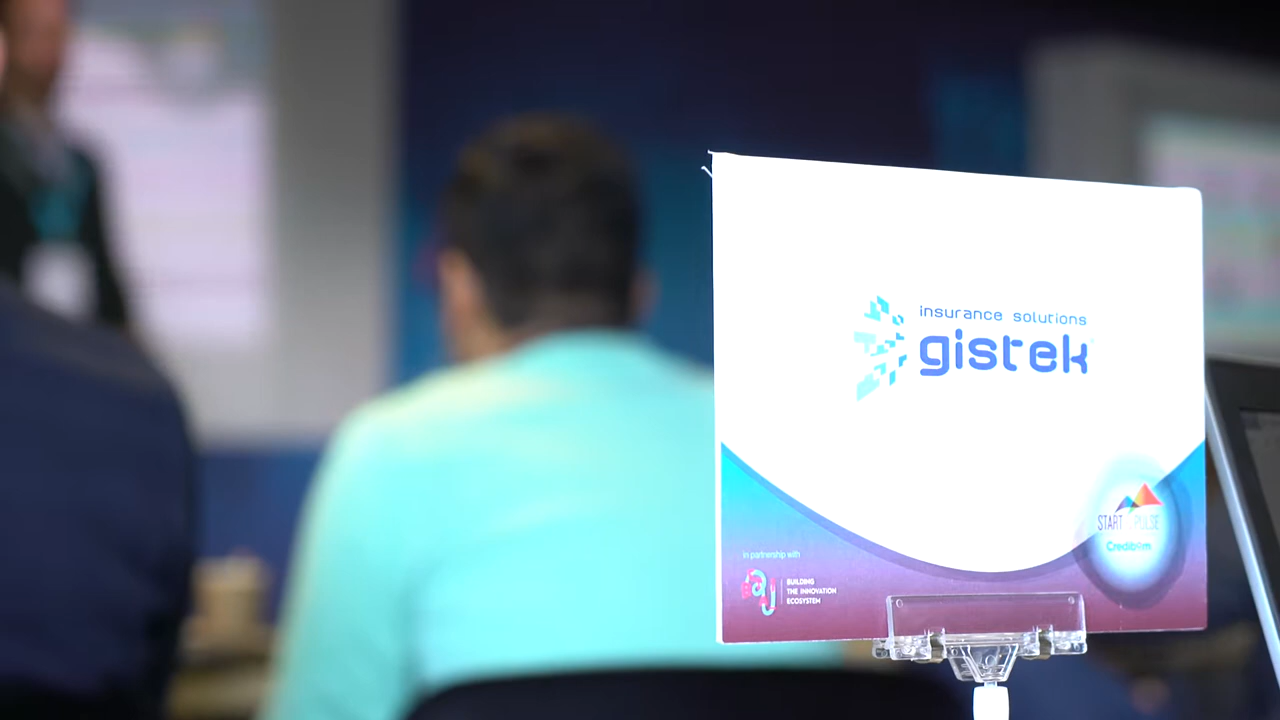 insurance solutions
gistek
START PULSE
Credibom
in partnership with
BUILDING
THE INNOVATION
ECOSYSTEM